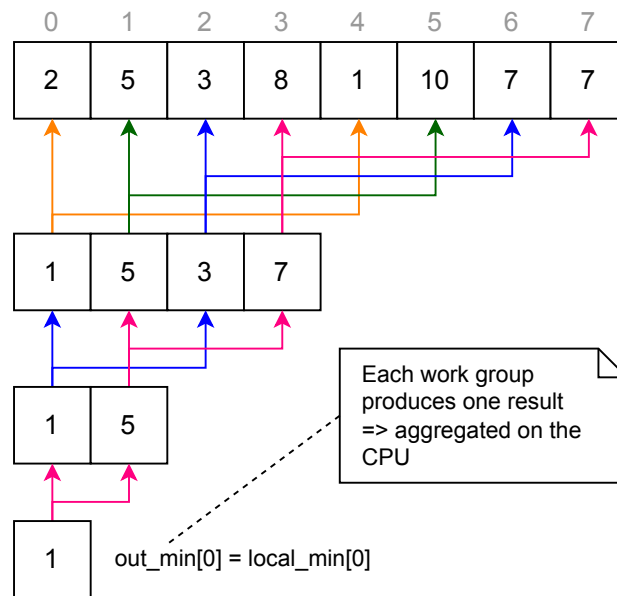 0 1 2 3 4 5 6 7
2 5 3 8 1 10 7 7
1 5 3 7
Each work group
produces one result
=> aggregated on the
CPU
1 5
1
out_min[0] = local_min[0]